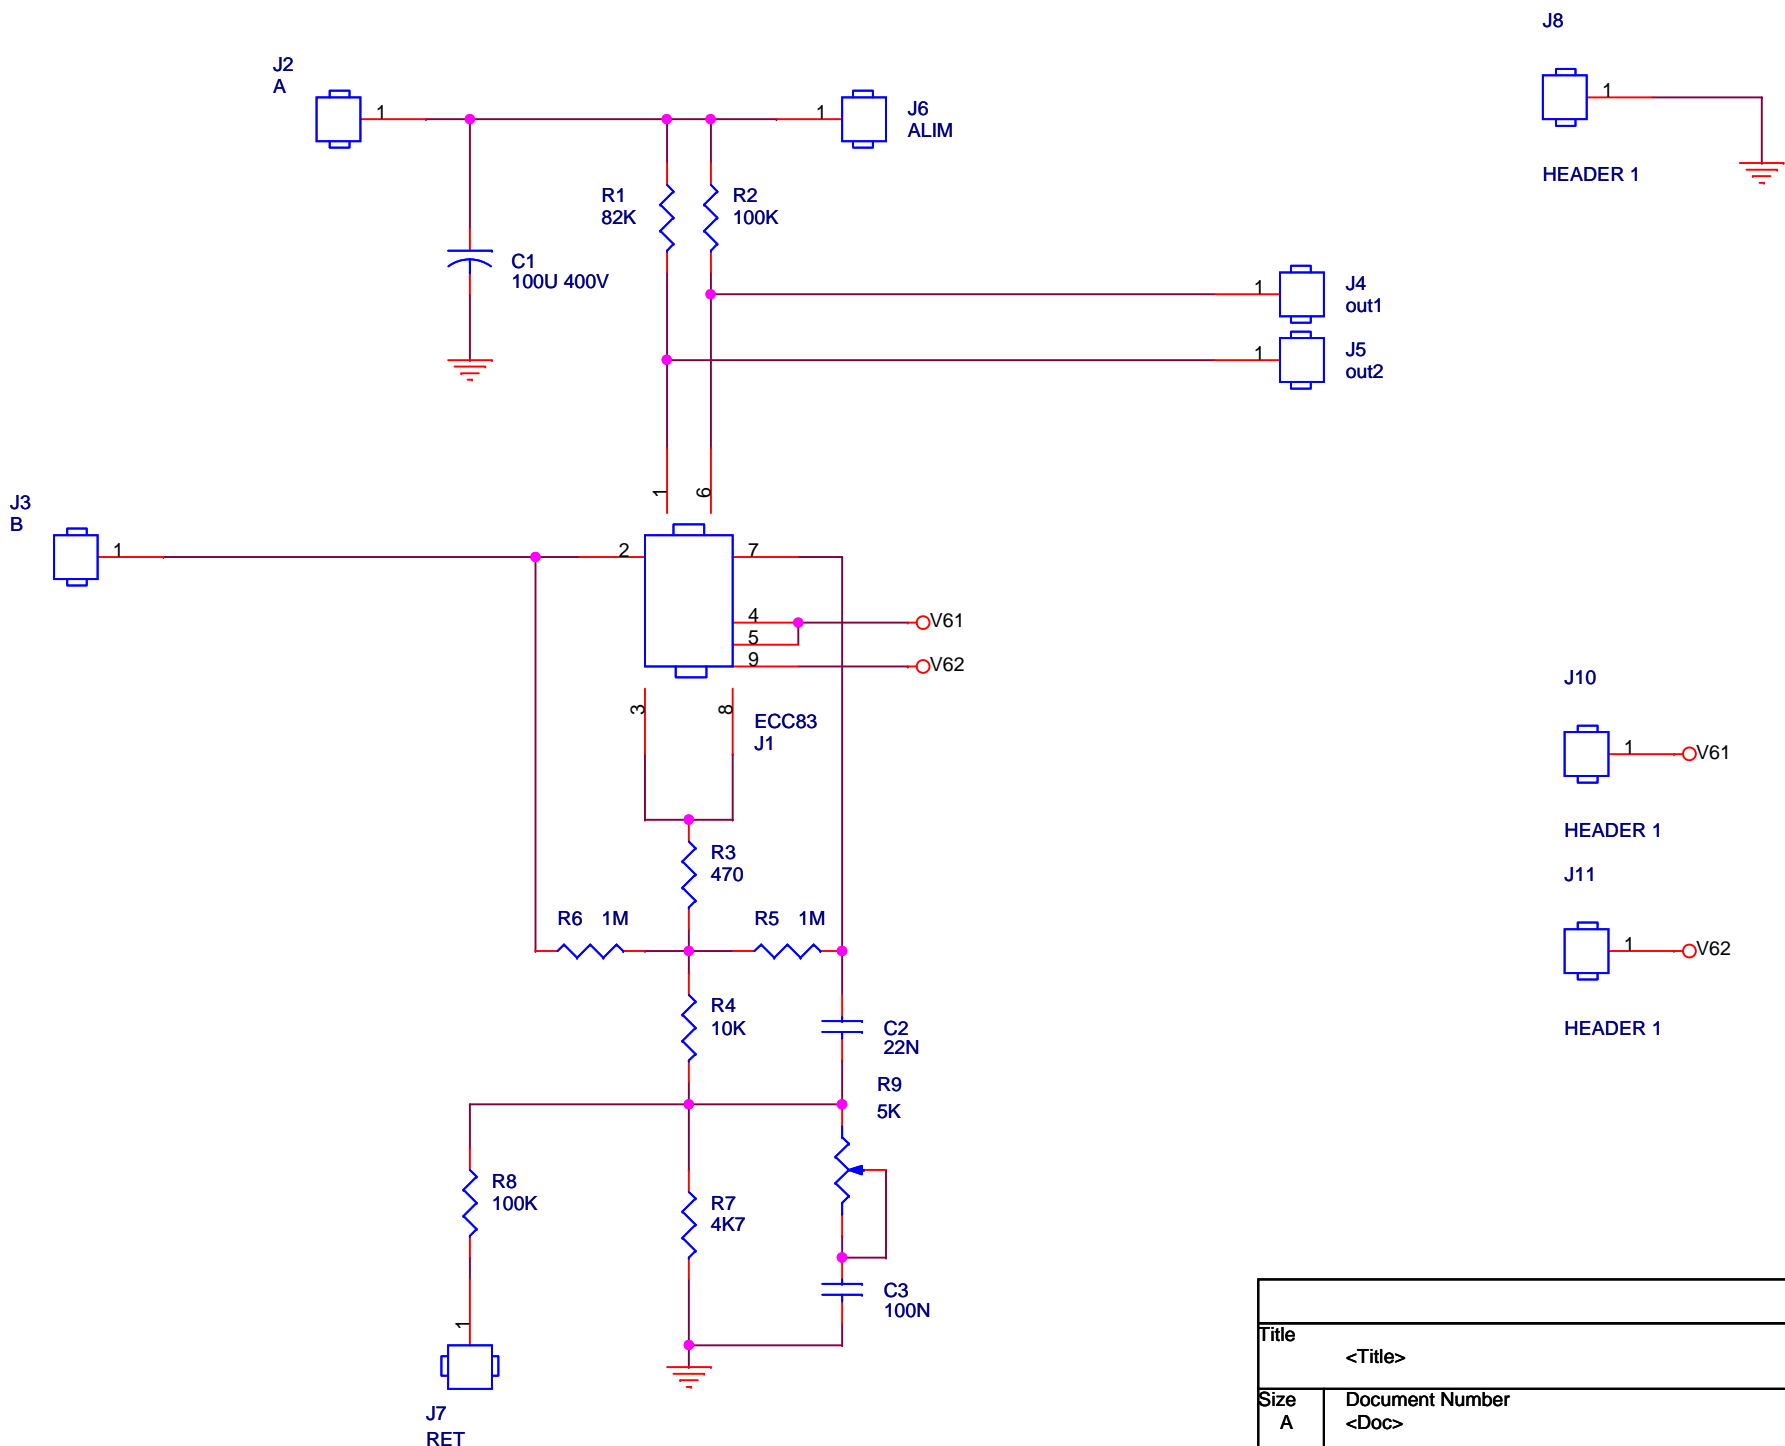 J8
J2
A
1
1
J6
ALIM
1
HEADER 1
R1
82K
R2
100K
C1
100U 400V
1
J4
out1
1
J5
out2
1
6
J3
B
1
2
7
4
5
9
V61
V62
3
8
ECC83
J1
J10
1
V61
HEADER 1
R3
470
J11
R6 1M
R5 1M
1
V62
HEADER 1
R4
10K
C2
22N
R9
5K
R8
100K
R7
4K7
C3
100N
1
J7
RET
Title
<Title>
Size
A
Document Number
<Doc>